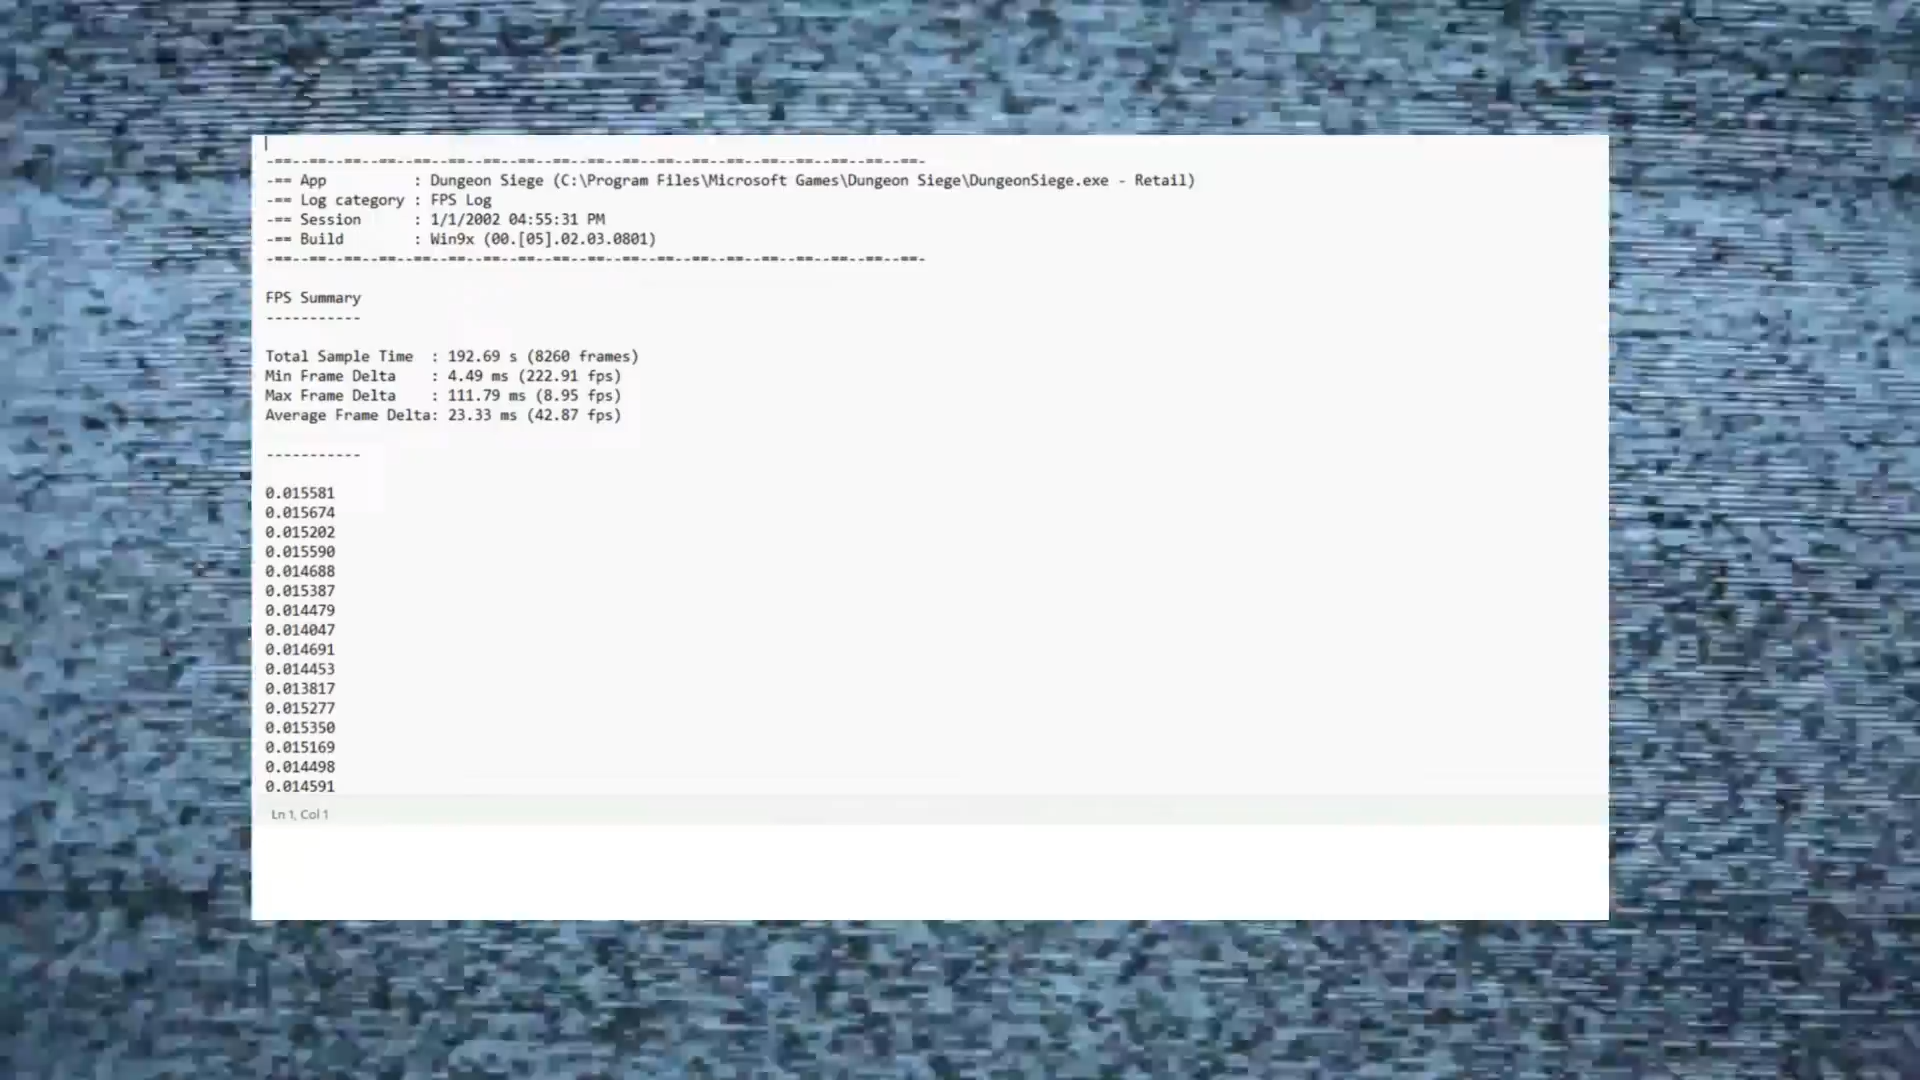 -==--==--==--==--==--==--==--==--==--==--==--==--==--==--==--==--==--==--==-
-== App          : Dungeon Siege (C:\Program Files\Microsoft Games\Dungeon Siege\DungeonSiege.exe - Retail)
-== Log category : FPS Log
-== Session      : 1/1/2002 04:55:31 PM
-== Build        : Win9x (00.[05].02.03.0801)
-==--==--==--==--==--==--==--==--==--==--==--==--==--==--==--==--==--==--==-
FPS Summary
-----------
Total Sample Time  : 192.69 s (8260 frames)
Min Frame Delta    : 4.49 ms (222.91 fps)
Max Frame Delta    : 111.79 ms (8.95 fps)
Average Frame Delta: 23.33 ms (42.87 fps)
-----------
0.015581
0.015674
0.015202
0.015590
0.014688
0.015387
0.014479
0.014047
0.014691
0.014453
0.013817
0.015277
0.015350
0.015169
0.014498
0.014591
Ln 1, Col 1